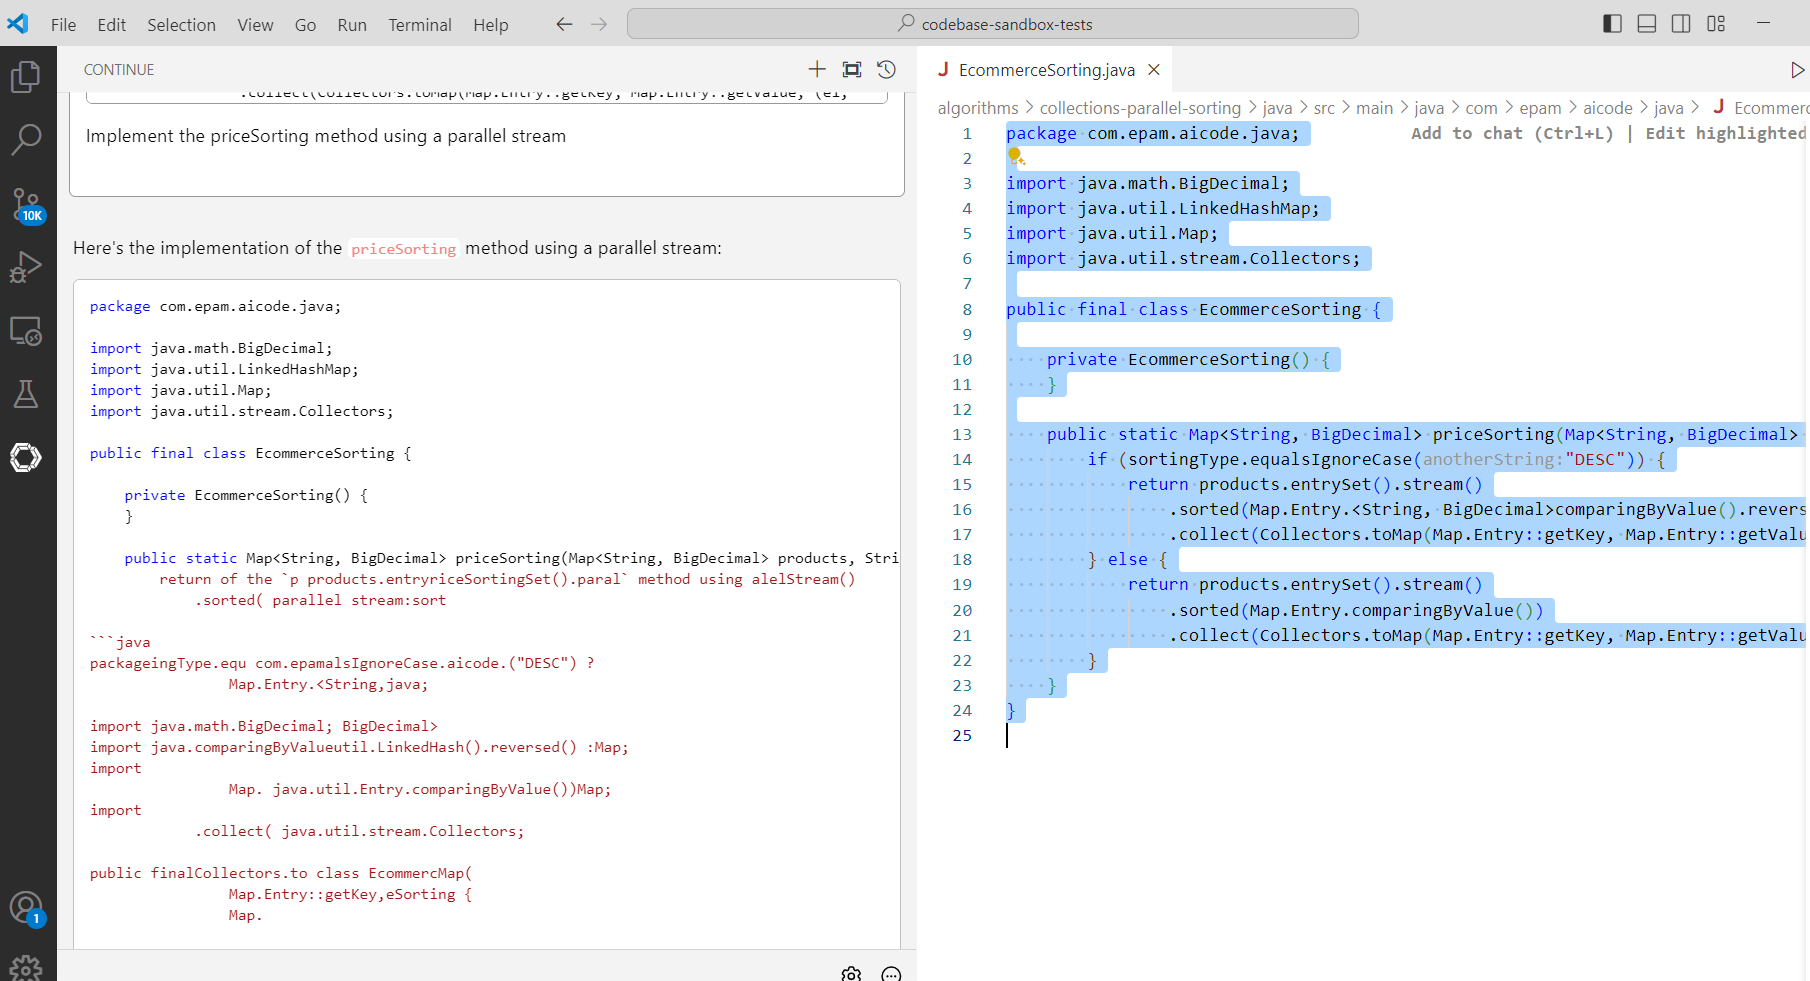 File Edit Selection View Go Run Terminal Help
codebase-sandbox-tests
CONTINUE
.collect(Collectors.toMap(Map.Entry::getKey, Map.Entry::getValue, (e1,
Implement the priceSorting method using a parallel stream
10K
Here's the implementation of the priceSorting method using a parallel stream:
package com.epam.aicode.java;
import java.math.BigDecimal;
import java.util.LinkedHashMap;
import java.util.Map;
import java.util.stream.Collectors;
public final class EcommerceSorting {
private EcommerceSorting() {
}
public static Map<String, BigDecimal> priceSorting(Map<String, BigDecimal> products, Stri
return of the `p products.entryriceSortingSet().paral` method using alelStream()
.sorted( parallel stream:sort
```java
packageingType.equ com.epamalsIgnoreCase.aicode.("DESC") ?
Map.Entry.<String,java;
import java.math.BigDecimal; BigDecimal>
import java.comparingByValueutil.LinkedHash().reversed() :Map;
import
Map. java.util.Entry.comparingByValue())Map;
import
.collect( java.util.stream.Collectors;
public finalCollectors.to class EcommercMap(
Map.Entry::getKey,eSorting {
Map.
1
J EcommerceSorting.java
algorithms > collections-parallel-sorting > java > src > main > java > com > epam > aicode > java > J Ecommerc
Add to chat (Ctrl+L) | Edit highlighted
1 package com.epam.aicode.java;
2
3 import java.math.BigDecimal;
4 import java.util.LinkedHashMap;
5 import java.util.Map;
6 import java.util.stream.Collectors;
7
8 public final class EcommerceSorting {
9
10 private EcommerceSorting() {
11 }
12
13 public static Map<String, BigDecimal> priceSorting(Map<String, BigDecimal>
14 if (sortingType.equalsIgnoreCase(anotherString:"DESC")) {
15 return products.entrySet().stream()
16 .sorted(Map.Entry.<String, BigDecimal>comparingByValue().revers
17 .collect(Collectors.toMap(Map.Entry::getKey, Map.Entry::getValu
18 } else {
19 return products.entrySet().stream()
20 .sorted(Map.Entry.comparingByValue())
21 .collect(Collectors.toMap(Map.Entry::getKey, Map.Entry::getValu
22 }
23 }
24 }
25